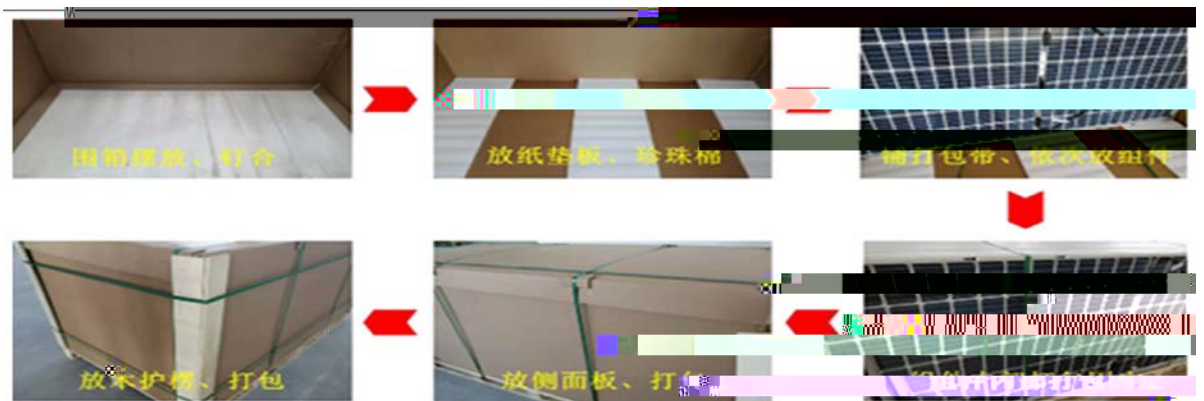 围箱摆放、钉合
放纸垫板、珍珠棉
铺打包带、依次放组件
放木护楞、打包
放侧面板、打